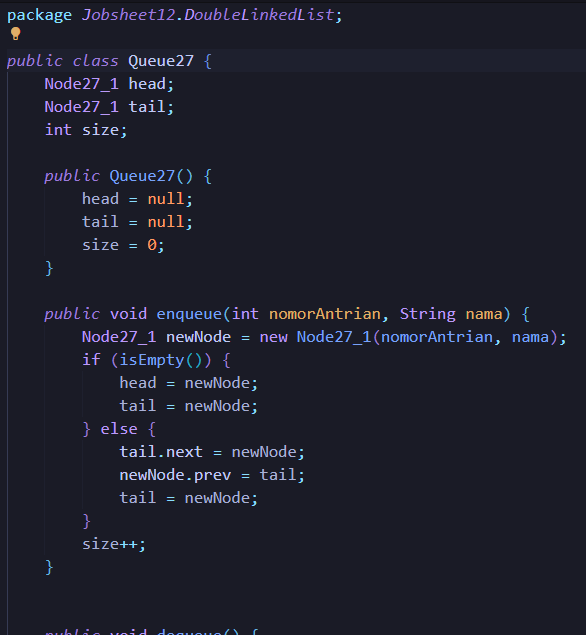 package Jobsheet12.DoubleLinkedList;
public class Queue27 {
    Node27_1 head;
    Node27_1 tail;
    int size;
    public Queue27() {
        head = null;
        tail = null;
        size = 0;
    }
    public void enqueue(int nomorAntrian, String nama) {
        Node27_1 newNode = new Node27_1(nomorAntrian, nama);
        if (isEmpty()) {
            head = newNode;
            tail = newNode;
        } else {
            tail.next = newNode;
            newNode.prev = tail;
            tail = newNode;
        }
        size++;
    }
    public void dequeue() {